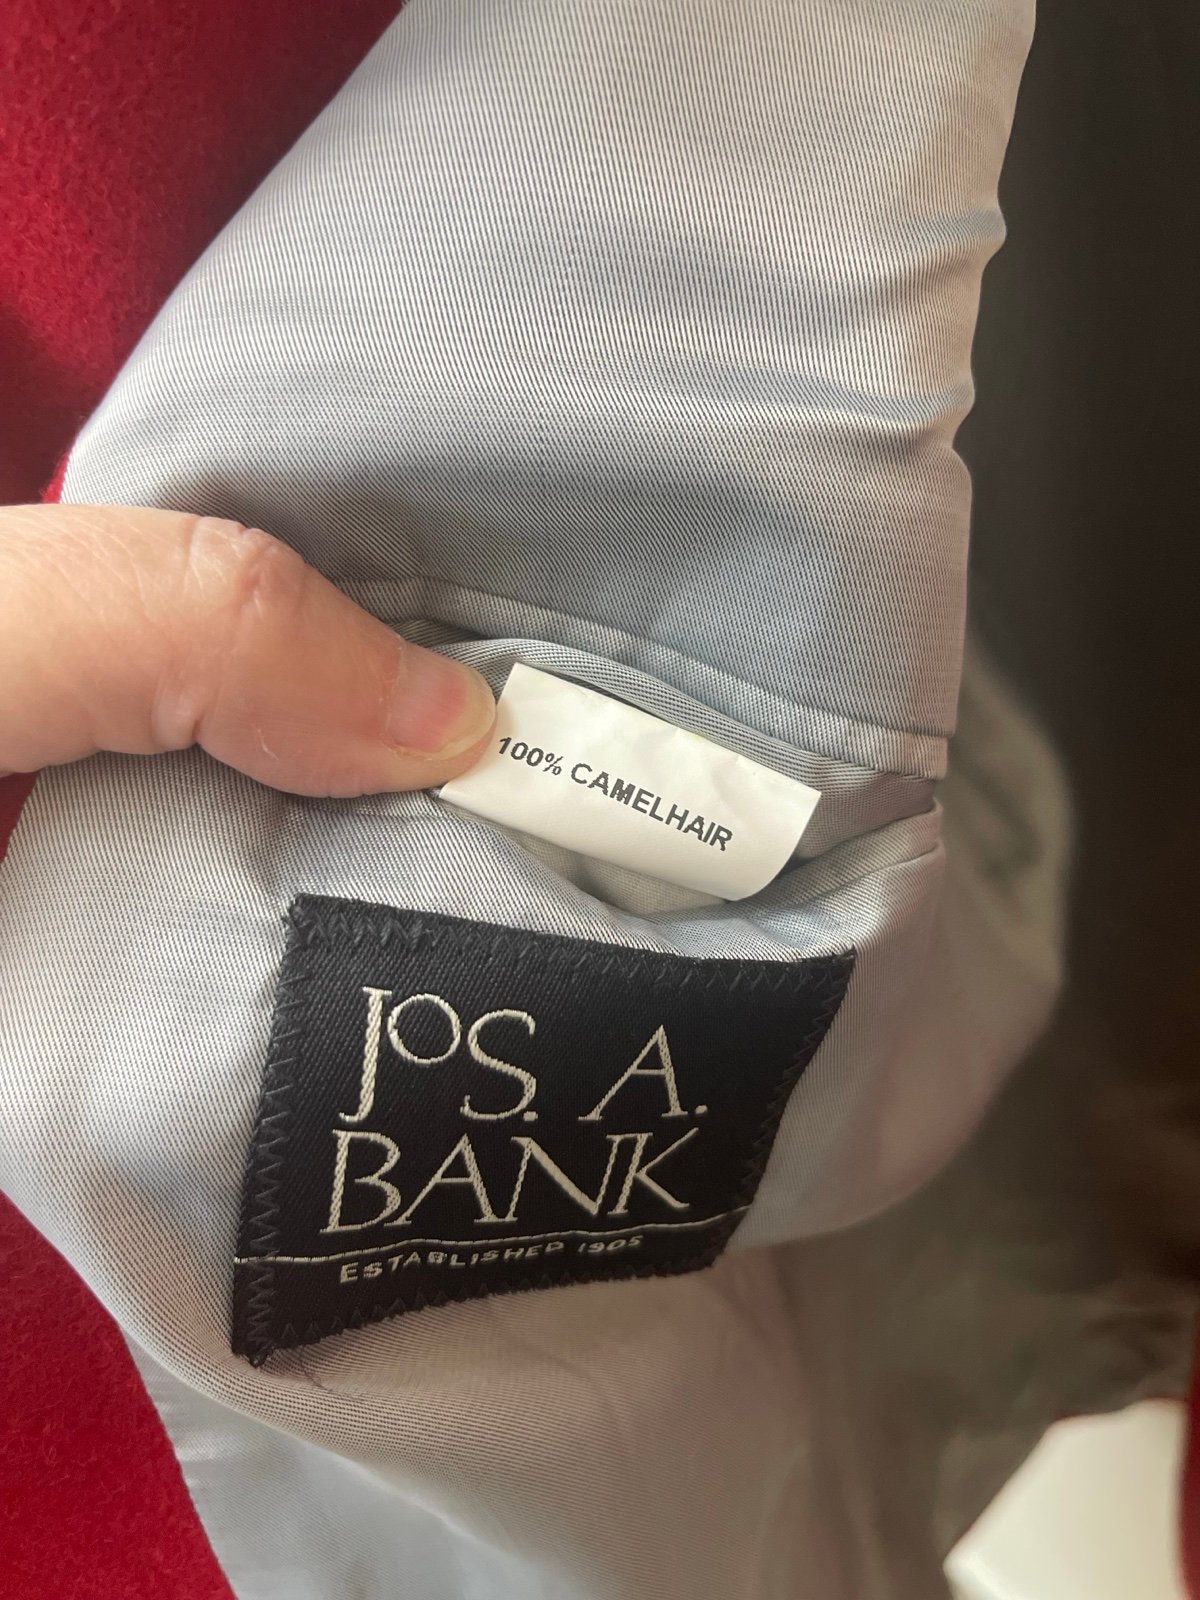 100% CAMELHAIR
JOS. A.
BANK
ESTABLISHED 1905